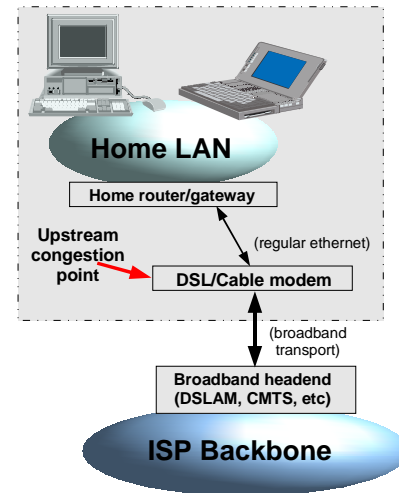 Home LAN
Home router/gateway
(regular ethernet)
Upstream
congestion
point
DSL/Cable modem
(broadband
transport)
Broadband headend
(DSLAM, CMTS, etc)
ISP Backbone